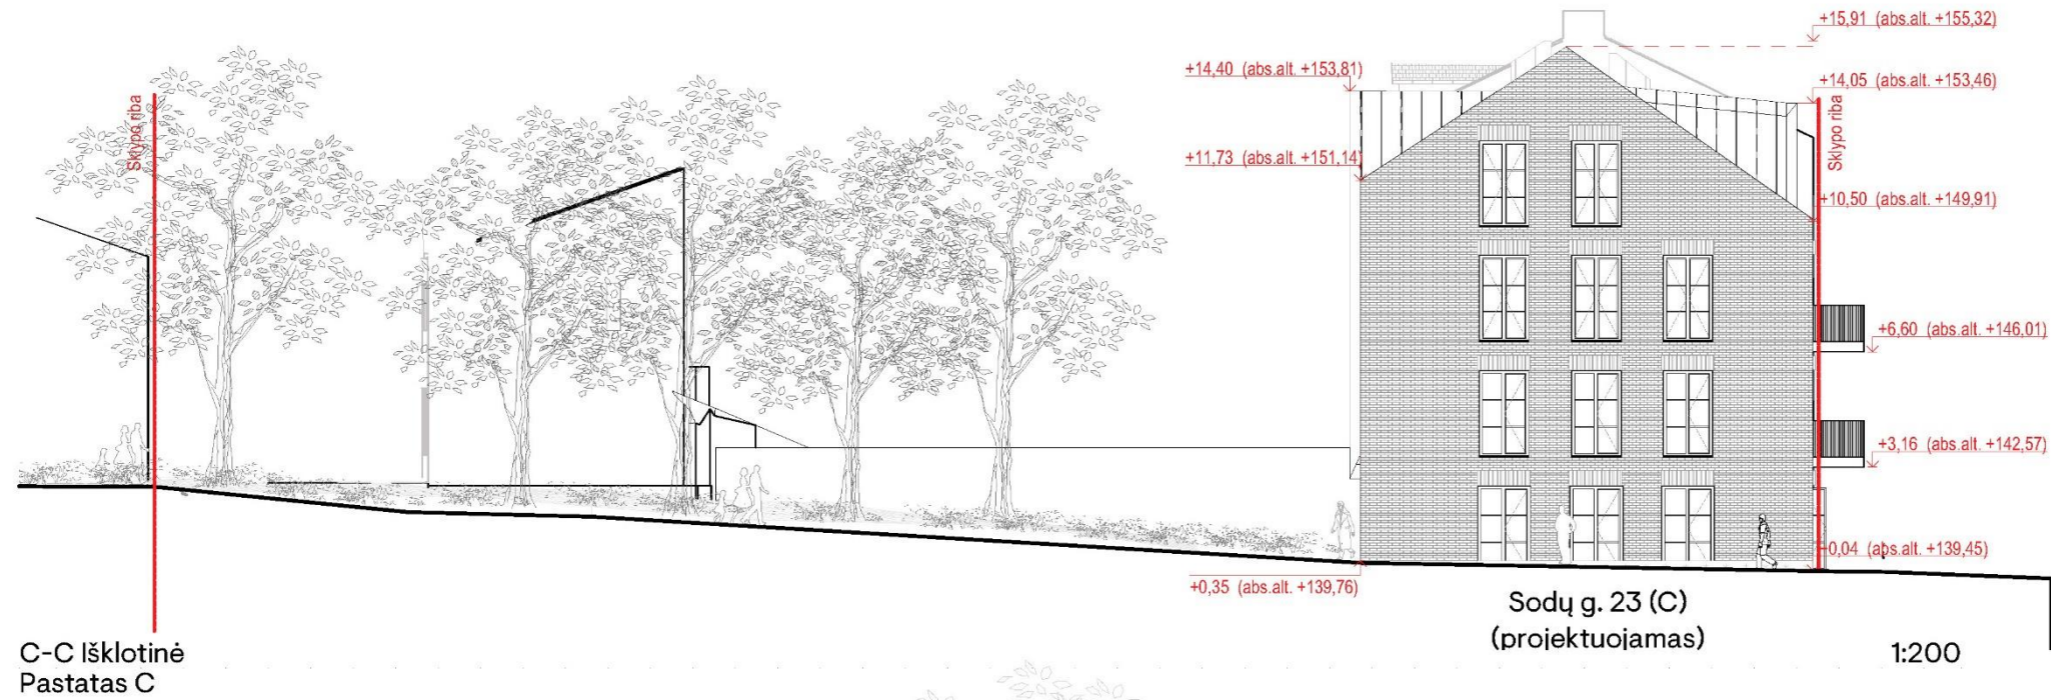 +15,91 (abs.alt. +155,32)
+14,40 (abs.alt. +153,81)
+14,05 (abs.alt. +153,46)
Sklypo riba
Sklypo riba
+11,73 (abs.alt. +151,14)
+10,50 (abs.alt. +149,91)
+6,60 (abs.alt. +146,01)
+3,16 (abs.alt. +142,57)
+0,04 (abs.alt. +139,45)
+0,35 (abs.alt. +139,76)
Sodų g. 23 (C)
(projektuojamas)
1:200
C-C Išklotinė
Pastatas C